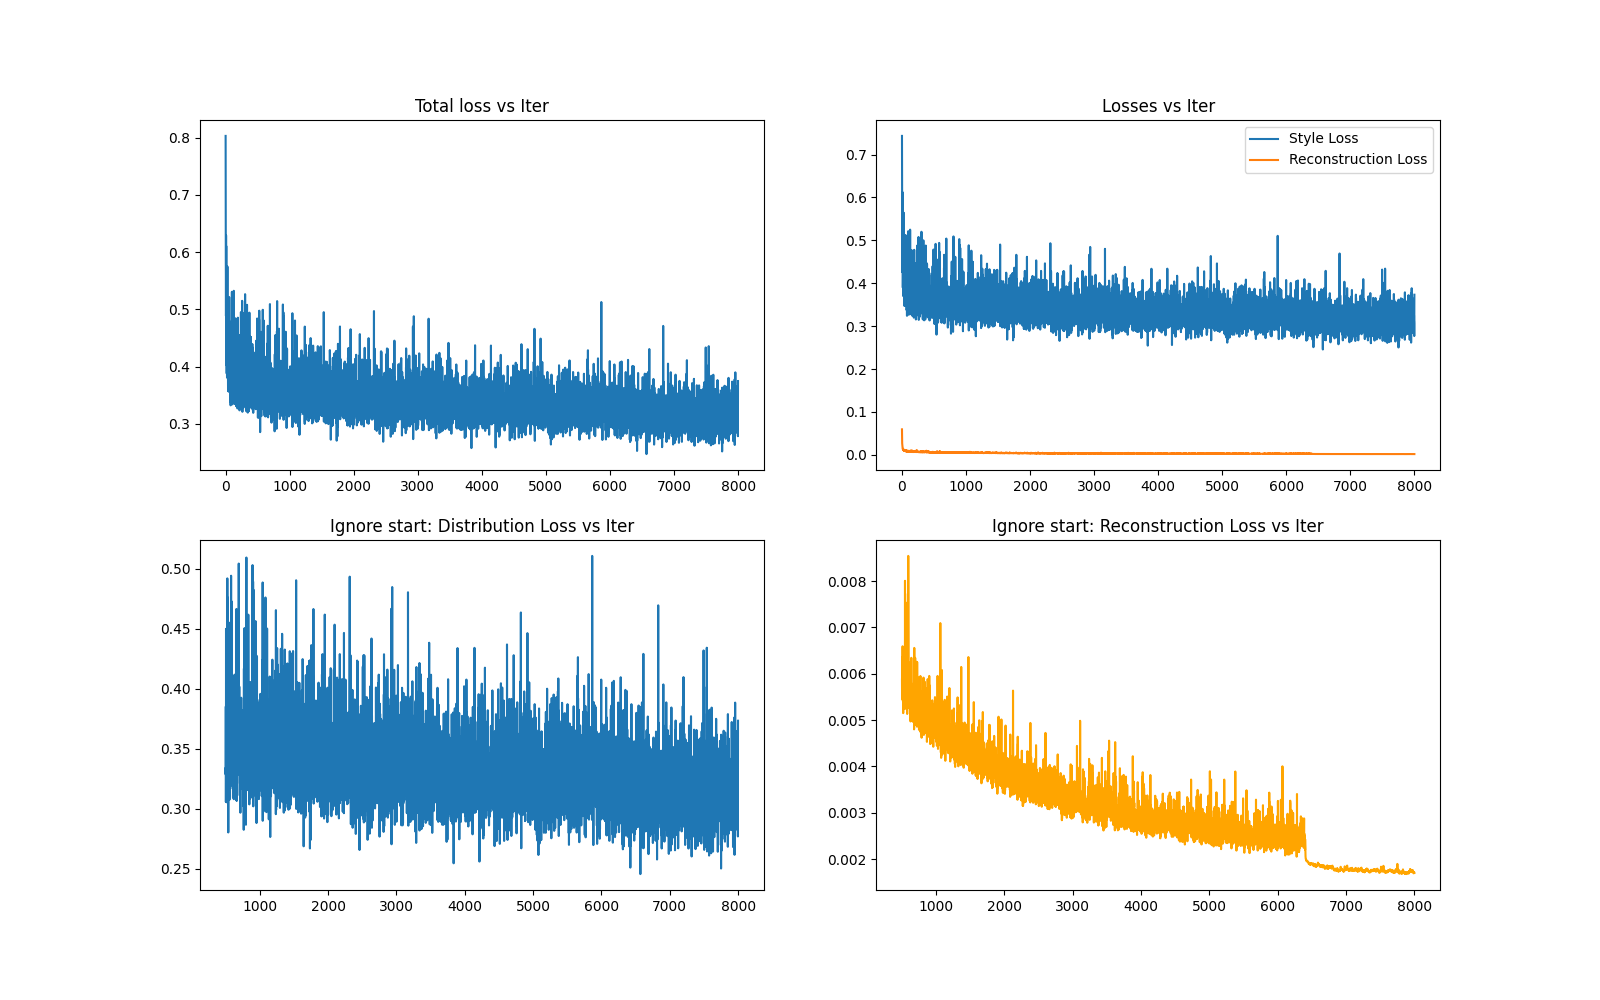 Total loss vs Iter
0.8
0.7
0.6
0.5
0.4
0.3
0 1000 2000 3000 4000 5000 6000 7000 8000
Losses vs Iter
Style Loss
Reconstruction Loss
0.7
0.6
0.5
0.4
0.3
0.2
0.1
0.0
0 1000 2000 3000 4000 5000 6000 7000 8000
Ignore start: Distribution Loss vs Iter
0.50
0.45
0.40
0.35
0.30
0.25
1000 2000 3000 4000 5000 6000 7000 8000
Ignore start: Reconstruction Loss vs Iter
0.008
0.007
0.006
0.005
0.004
0.003
0.002
1000 2000 3000 4000 5000 6000 7000 8000